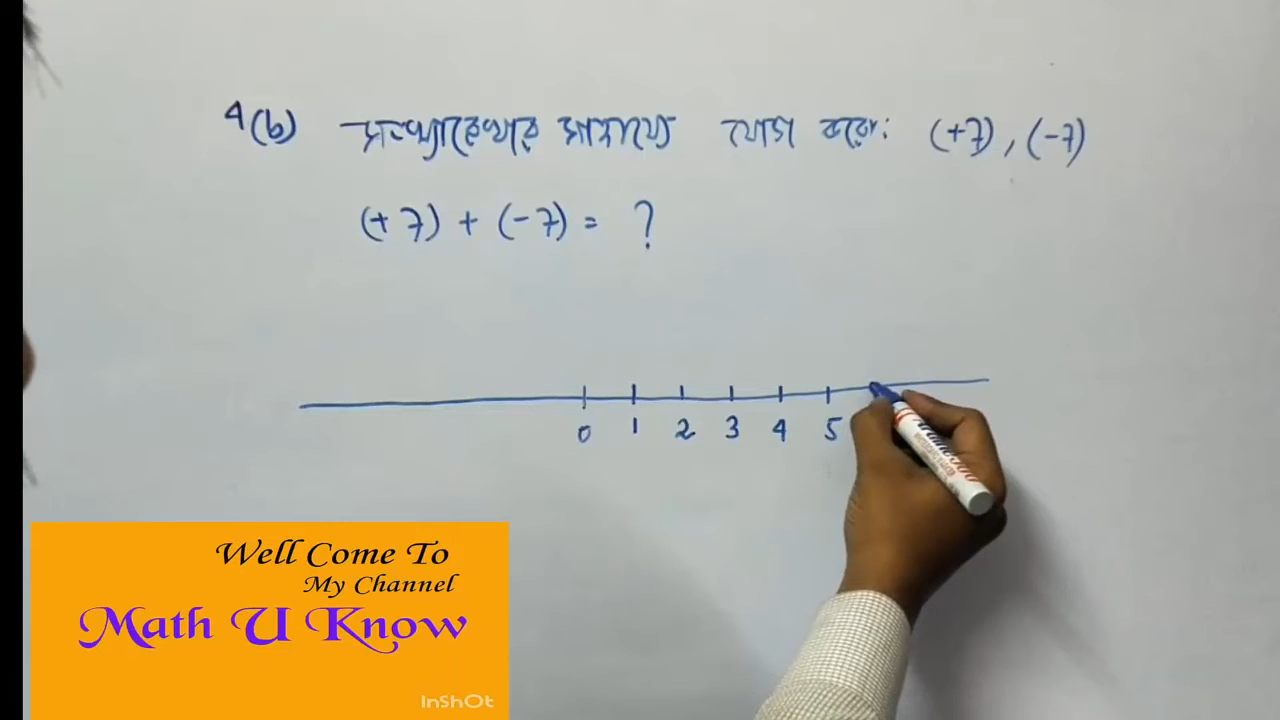 4(b) সংখ্যারেখার সাহায্যে যোগ করো: (+7), (-7)
(+7) + (-7) = ?
0 1 2 3 4 5
Well Come To
My Channel
Math U Know
InShOt